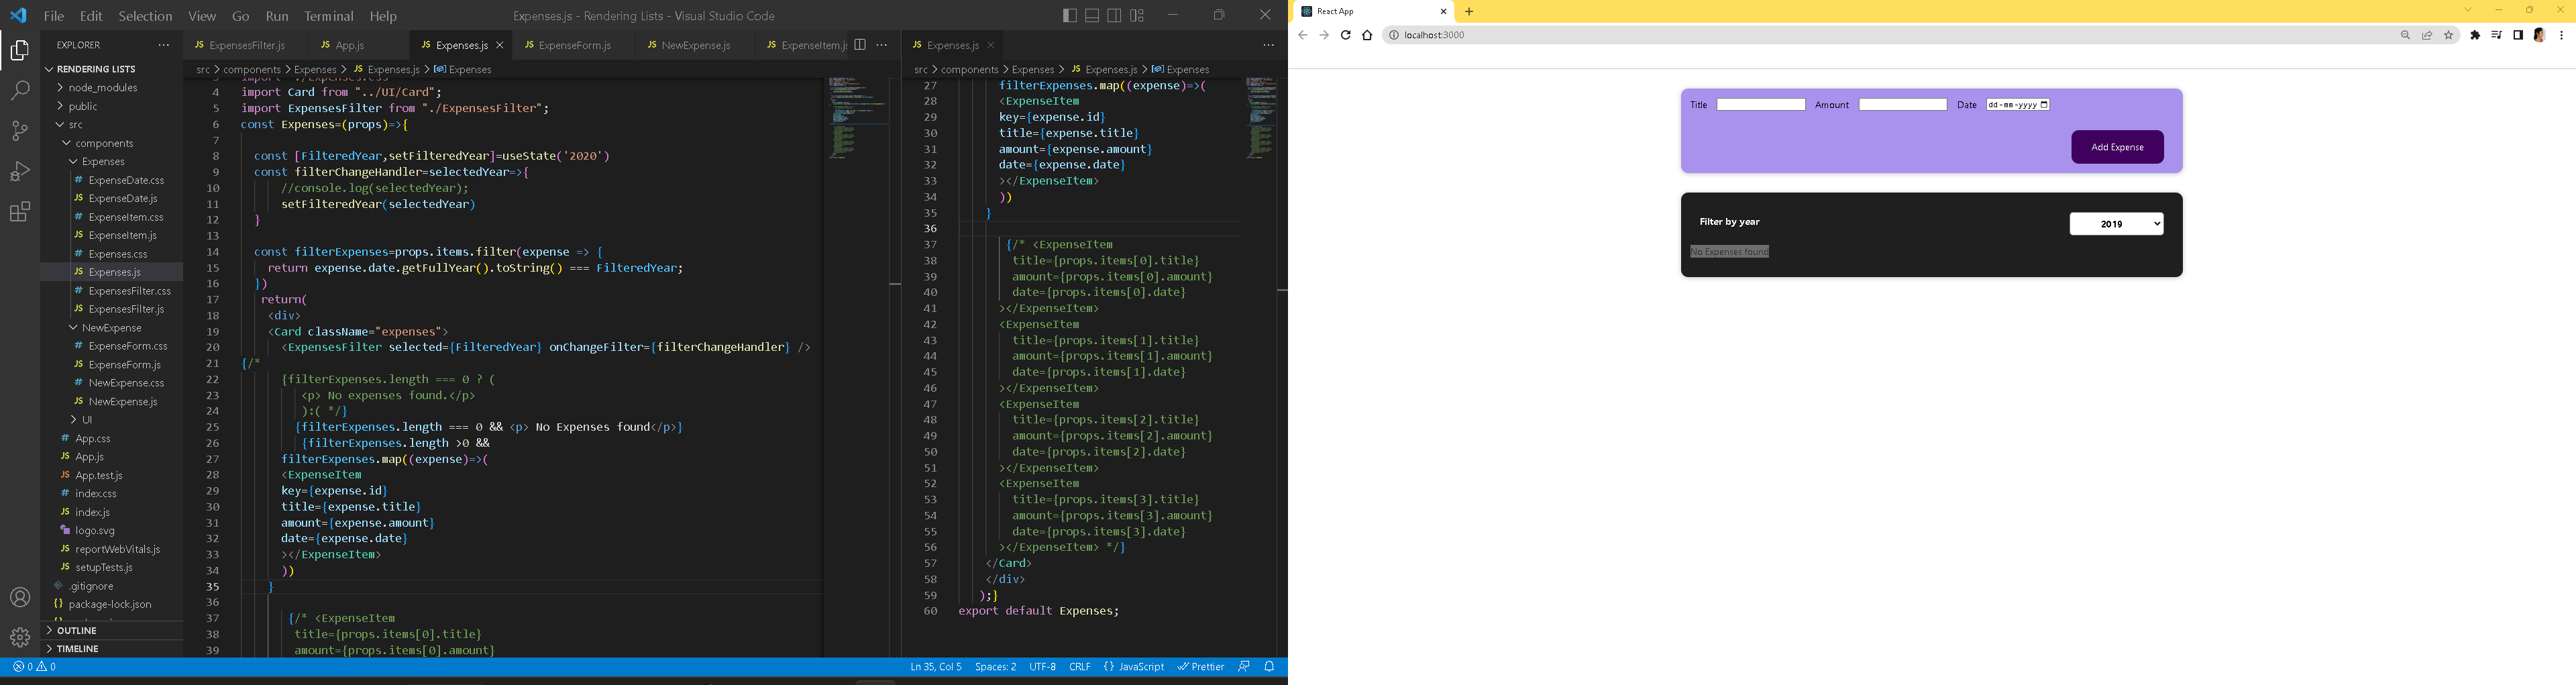 File Edit Selection View Go Run Terminal Help
Expenses.js - Rendering Lists - Visual Studio Code
EXPLORER
RENDERING LISTS
node_modules
public
src
components
Expenses
ExpenseDate.css
ExpenseDate.js
ExpenseItem.css
ExpenseItem.js
Expenses.css
Expenses.js
ExpensesFilter.css
ExpensesFilter.js
NewExpense
ExpenseForm.css
ExpenseForm.js
NewExpense.css
NewExpense.js
UI
App.css
App.js
App.test.js
index.css
index.js
logo.svg
reportWebVitals.js
setupTests.js
.gitignore
package-lock.json
OUTLINE
TIMELINE
ExpensesFilter.js App.js Expenses.js ExpenseForm.js NewExpense.js ExpenseItem.js
src > components > Expenses > JS Expenses.js > Expenses
3 import "./Expenses.css"
4 import Card from "../UI/Card";
5 import ExpensesFilter from "./ExpensesFilter";
6 const Expenses=(props)=>{
7
8 const [FilteredYear,setFilteredYear]=useState('2020')
9 const filterChangeHandler=selectedYear=>{
10 //console.log(selectedYear);
11 setFilteredYear(selectedYear)
12 }
13
14 const filterExpenses=props.items.filter(expense => {
15 return expense.date.getFullYear().toString() === FilteredYear;
16 })
17 return(
18 <div>
19 <Card className="expenses">
20 <ExpensesFilter selected={FilteredYear} onChangeFilter={filterChangeHandler} />
21 {/*
22 {filterExpenses.length === 0 ? (
23 <p> No expenses found.</p>
24 ):( */}
25 {filterExpenses.length === 0 && <p> No Expenses found</p>}
26 {filterExpenses.length >0 &&
27 filterExpenses.map((expense)=>(
28 <ExpenseItem
29 key={expense.id}
30 title={expense.title}
31 amount={expense.amount}
32 date={expense.date}
33 ></ExpenseItem>
34 ))
35 }
36
37 {/* <ExpenseItem
38 title={props.items[0].title}
39 amount={props.items[0].amount}
Expenses.js
src > components > Expenses > JS Expenses.js > Expenses
27 filterExpenses.map((expense)=>(
28 <ExpenseItem
29 key={expense.id}
30 title={expense.title}
31 amount={expense.amount}
32 date={expense.date}
33 ></ExpenseItem>
34 ))
35 }
36
37 {/* <ExpenseItem
38 title={props.items[0].title}
39 amount={props.items[0].amount}
40 date={props.items[0].date}
41 ></ExpenseItem>
42 <ExpenseItem
43 title={props.items[1].title}
44 amount={props.items[1].amount}
45 date={props.items[1].date}
46 ></ExpenseItem>
47 <ExpenseItem
48 title={props.items[2].title}
49 amount={props.items[2].amount}
50 date={props.items[2].date}
51 ></ExpenseItem>
52 <ExpenseItem
53 title={props.items[3].title}
54 amount={props.items[3].amount}
55 date={props.items[3].date}
56 ></ExpenseItem> */}
57 </Card>
58 </div>
59 );}
60 export default Expenses;
0 0
Ln 35, Col 5 Spaces: 2 UTF-8 CRLF {} JavaScript Prettier
React App
localhost:3000
Title Amount Date dd-mm-yyyy
Add Expense
Filter by year 2019
No Expenses found